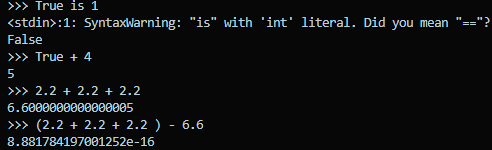 >>> True is 1
<stdin>:1: SyntaxWarning: "is" with 'int' literal. Did you mean "=="?
False
>>> True + 4
5
>>> 2.2 + 2.2 + 2.2
6.6000000000000005
>>> (2.2 + 2.2 + 2.2 ) - 6.6
8.881784197001252e-16